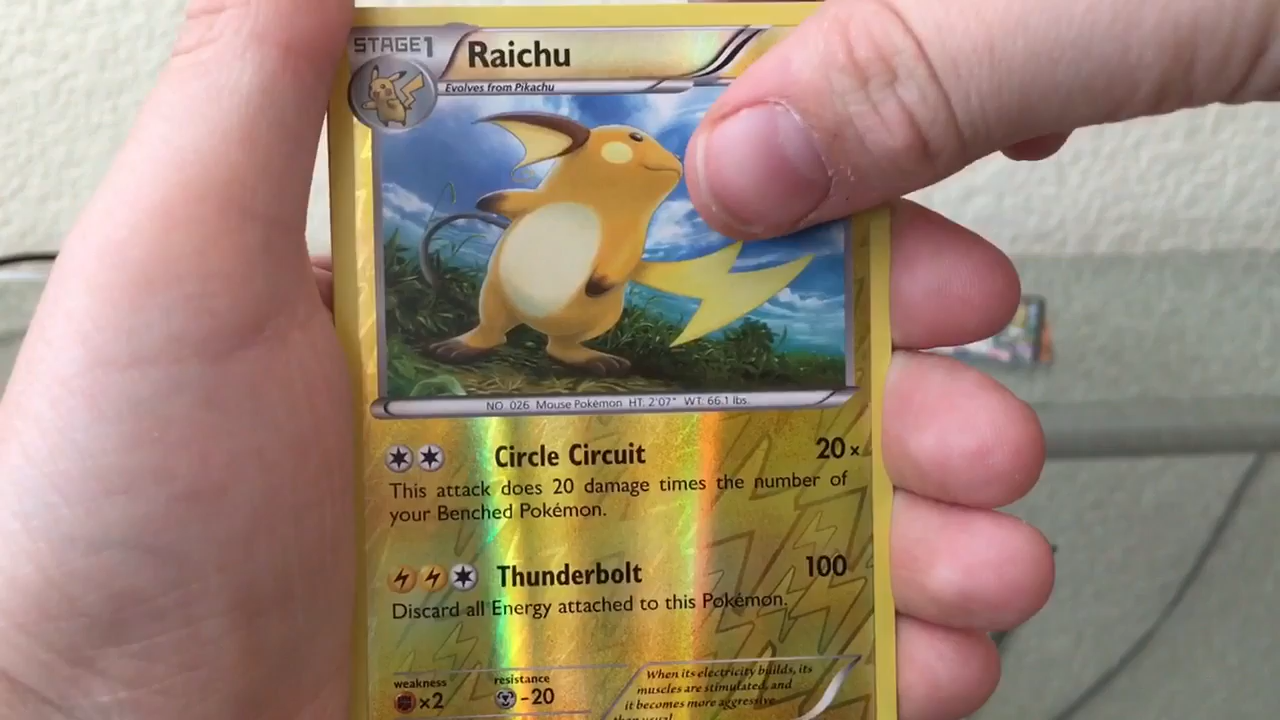 STAGE1
Raichu
Evolves from Pikachu
NO. 026 Mouse Pokémon HT: 2'07" WT: 66.1 lbs.
Circle Circuit 20×
This attack does 20 damage times the number of
your Benched Pokémon.
Thunderbolt 100
Discard all Energy attached to this Pokémon.
weakness
×2
resistance
-20
When its electricity builds, its
muscles are stimulated, and
it becomes more aggressive
than usual.